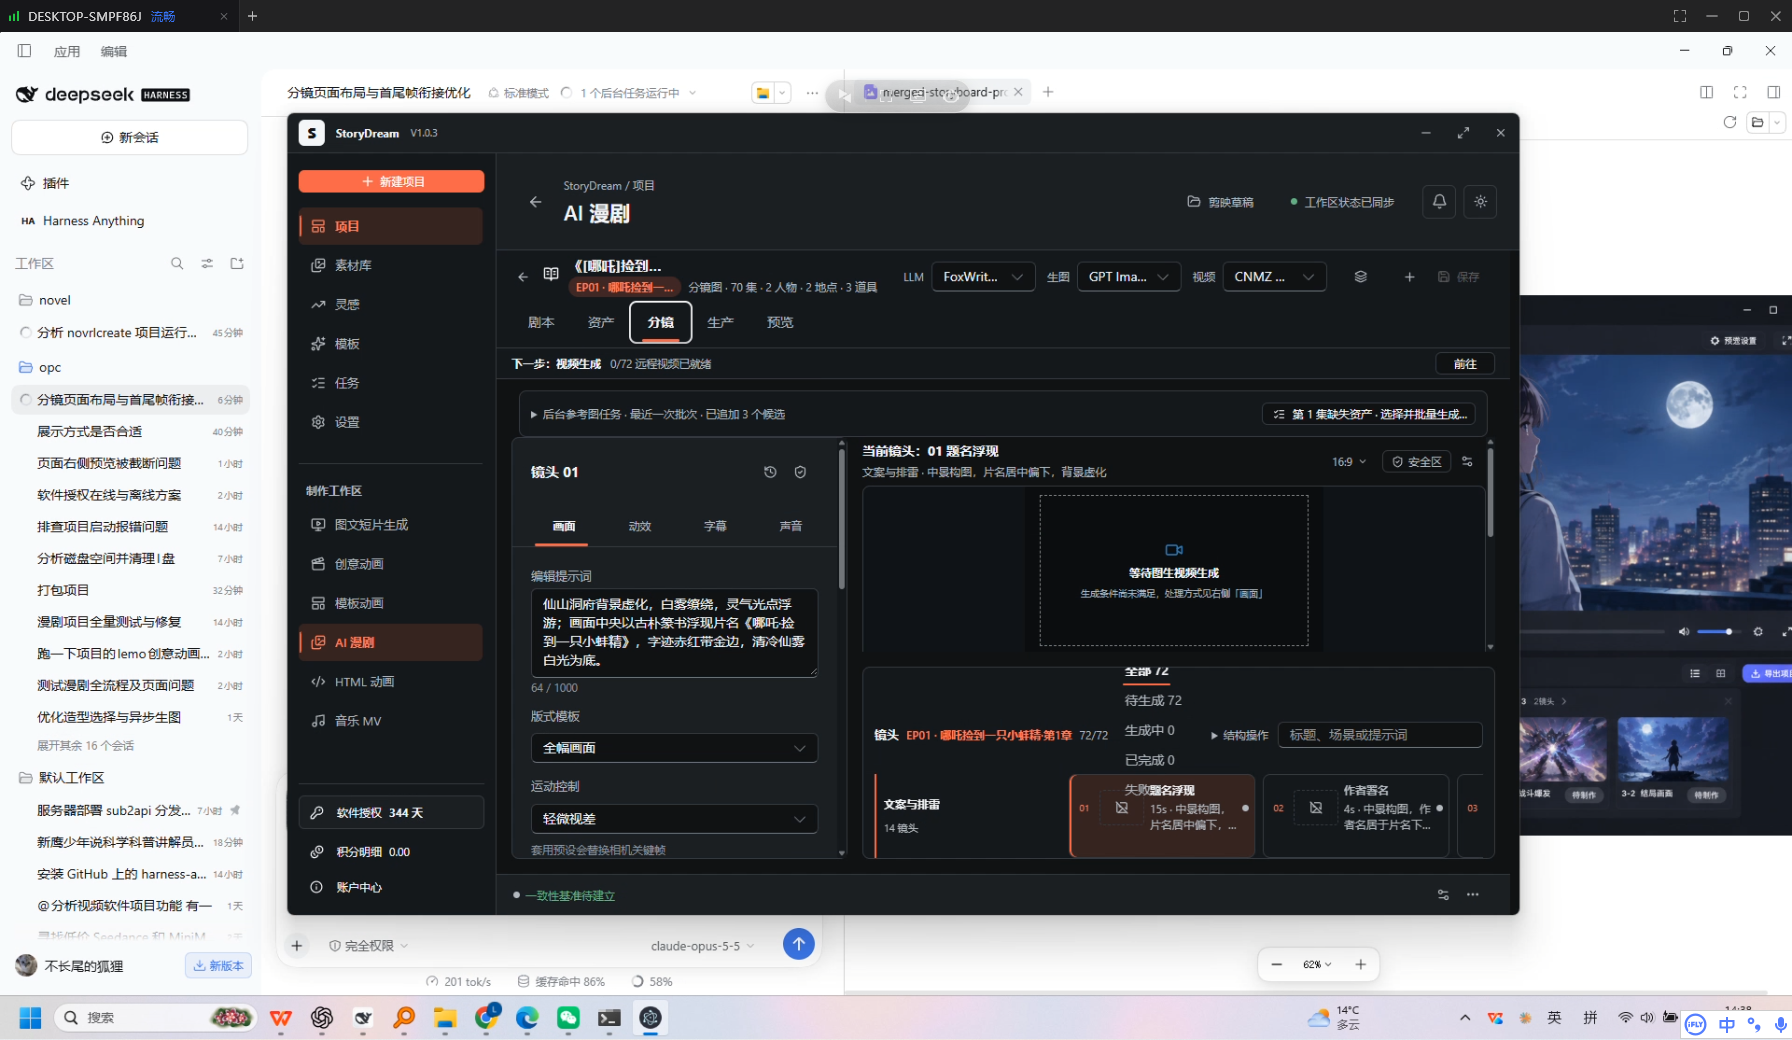 DESKTOP-SMPF86J 流畅
应用 编辑
deepseek HARNESS
新会话
插件
HA Harness Anything
工作区
novel
分析 novrlcreate 项目运行... 45分钟
opc
分镜页面布局与首尾帧衔接... 6分钟
展示方式是否合适 40分钟
页面右侧预览被截断问题 1小时
软件授权在线与离线方案 2小时
排查项目启动报错问题 14小时
分析磁盘空间并清理I盘 7小时
打包项目 32分钟
漫剧项目全量测试与修复 14小时
跑一下项目的lemo创意动画... 2小时
测试漫剧全流程及页面问题 2小时
优化造型选择与异步生图 1天
展开其余 16 个会话
默认工作区
服务器部署 sub2api 分发... 7小时
新鹰少年说科学科普讲解员... 18分钟
安装 GitHub 上的 harness-a... 14小时
@分析视频软件项目功能 有一 1天
不长尾的狐狸
新版本
分镜页面布局与首尾帧衔接优化 标准模式 1 个后台任务运行中
merged-storyboard-pr
S StoryDream V1.0.3
新建项目
项目
素材库
灵感
模板
任务
设置
制作工作区
图文短片生成
创意动画
模板动画
AI 漫剧
HTML 动画
音乐 MV
软件授权 344 天
积分明细 0.00
账户中心
StoryDream / 项目
AI 漫剧
剪映草稿
工作区状态已同步
《[哪吒]捡到...
EP01 · 哪吒捡到一... 分镜图 · 70 集 · 2 人物 · 2 地点 · 3 道具
LLM FoxWrit...
生图 GPT Ima...
视频 CNMZ ...
保存
剧本 资产 分镜 生产 预览
下一步：视频生成 0/72 远程视频已就绪
前往
后台参考图任务 · 最近一次批次 · 已追加 3 个候选
第 1 集缺失资产 · 选择并批量生成...
镜头 01
画面 动效 字幕 声音
编辑提示词
仙山洞府背景虚化，白雾缭绕，灵气光点浮
游；画面中央以古朴篆书浮现片名《哪吒·捡
到一只小蚌精》，字迹赤红带金边，清冷仙雾
白光为底。
64 / 1000
版式模板
全幅画面
运动控制
轻微视差
套用预设会替换相机关键帧
当前镜头：01 题名浮现
文案与排雷 · 中景构图，片名居中偏下，背景虚化
16:9
安全区
等待图生视频生成
生成条件尚未满足，处理方式见右侧「画面」
全部 72
待生成 72
生成中 0
已完成 0
失败
镜头 EP01 · 哪吒捡到一只小蚌精·第1章 72/72
结构操作
标题、场景或提示词
文案与排雷
14 镜头
01 题名浮现
15s · 中景构图，
片名居中偏下，...
02 作者署名
4s · 中景构图，作
者名居于片名下...
03
一致性基准待建立
完全权限
claude-opus-5-5
201 tok/s 缓存命中 86% 58%
62%
预览设置
导出项目
3 2镜头
战斗爆发 待制作
3-2 结局画面 待制作
搜索
14°C
多云
英 拼
14:38
iFLY 中